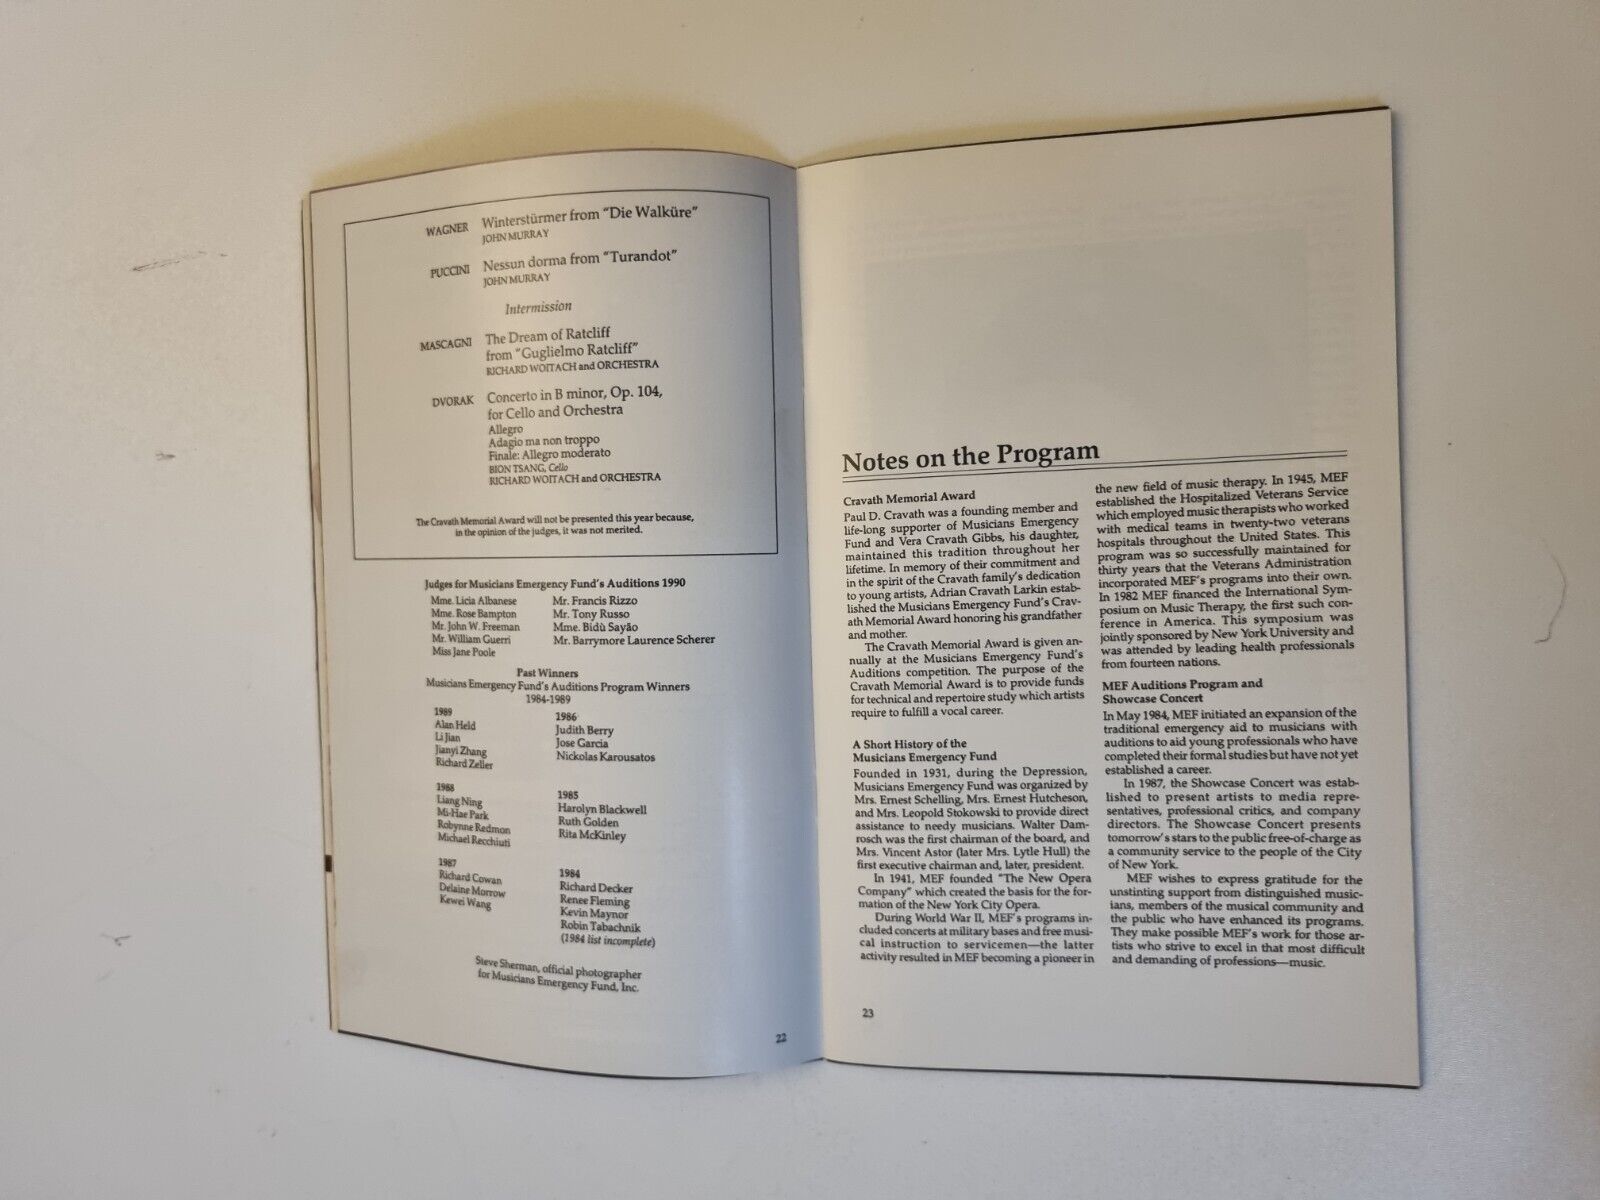 WAGNER Winterstürmer from "Die Walküre"
JOHN MURRAY
PUCCINI Nessun dorma from "Turandot"
JOHN MURRAY
Intermission
MASCAGNI The Dream of Ratcliff
from "Guglielmo Ratcliff"
RICHARD WOITACH and ORCHESTRA
DVORAK Concerto in B minor, Op. 104,
for Cello and Orchestra
Allegro
Adagio ma non troppo
Finale: Allegro moderato
BION TSANG, Cello
RICHARD WOITACH and ORCHESTRA
The Cravath Memorial Award will not be presented this year because,
in the opinion of the judges, it was not merited.
Judges for Musicians Emergency Fund's Auditions 1990
Mme. Licia Albanese
Mme. Rose Bampton
Mr. John W. Freeman
Mr. William Guerri
Miss Jane Poole
Mr. Francis Rizzo
Mr. Tony Russo
Mme. Bidù Sayão
Mr. Barrymore Laurence Scherer
Past Winners
Musicians Emergency Fund's Auditions Program Winners
1984-1989
1989
Alan Held
Li Jian
Jianyi Zhang
Richard Zeller
1988
Liang Ning
Mi-Hae Park
Robynne Redmon
Michael Recchiuti
1987
Richard Cowan
Delaine Morrow
Kewei Wang
1986
Judith Berry
Jose Garcia
Nickolas Karousatos
1985
Harolyn Blackwell
Ruth Golden
Rita McKinley
1984
Richard Decker
Renee Fleming
Kevin Maynor
Robin Tabachnik
(1984 list incomplete)
Steve Sherman, official photographer
for Musicians Emergency Fund, Inc.
22
Notes on the Program
Cravath Memorial Award
Paul D. Cravath was a founding member and
life-long supporter of Musicians Emergency
Fund and Vera Cravath Gibbs, his daughter,
maintained this tradition throughout her
lifetime. In memory of their commitment and
in the spirit of the Cravath family's dedication
to young artists, Adrian Cravath Larkin estab-
lished the Musicians Emergency Fund's Crav-
ath Memorial Award honoring his grandfather
and mother.
The Cravath Memorial Award is given an-
nually at the Musicians Emergency Fund's
Auditions competition. The purpose of the
Cravath Memorial Award is to provide funds
for technical and repertoire study which artists
require to fulfill a vocal career.
A Short History of the
Musicians Emergency Fund
Founded in 1931, during the Depression,
Musicians Emergency Fund was organized by
Mrs. Ernest Schelling, Mrs. Ernest Hutcheson,
and Mrs. Leopold Stokowski to provide direct
assistance to needy musicians. Walter Dam-
rosch was the first chairman of the board, and
Mrs. Vincent Astor (later Mrs. Lytle Hull) the
first executive chairman and, later, president.
In 1941, MEF founded "The New Opera
Company" which created the basis for the for-
mation of the New York City Opera.
During World War II, MEF's programs in-
cluded concerts at military bases and free musi-
cal instruction to servicemen—the latter
activity resulted in MEF becoming a pioneer in
the new field of music therapy. In 1945, MEF
established the Hospitalized Veterans Service
which employed music therapists who worked
with medical teams in twenty-two veterans
hospitals throughout the United States. This
program was so successfully maintained for
thirty years that the Veterans Administration
incorporated MEF's programs into their own.
In 1982 MEF financed the International Sym-
posium on Music Therapy, the first such con-
ference in America. This symposium was
jointly sponsored by New York University and
was attended by leading health professionals
from fourteen nations.
MEF Auditions Program and
Showcase Concert
In May 1984, MEF initiated an expansion of the
traditional emergency aid to musicians with
auditions to aid young professionals who have
completed their formal studies but have not yet
established a career.
In 1987, the Showcase Concert was estab-
lished to present artists to media repre-
sentatives, professional critics, and company
directors. The Showcase Concert presents
tomorrow's stars to the public free-of-charge as
a community service to the people of the City
of New York.
MEF wishes to express gratitude for the
unstinting support from distinguished music-
ians, members of the musical community and
the public who have enhanced its programs.
They make possible MEF's work for those ar-
tists who strive to excel in that most difficult
and demanding of professions—music.
23